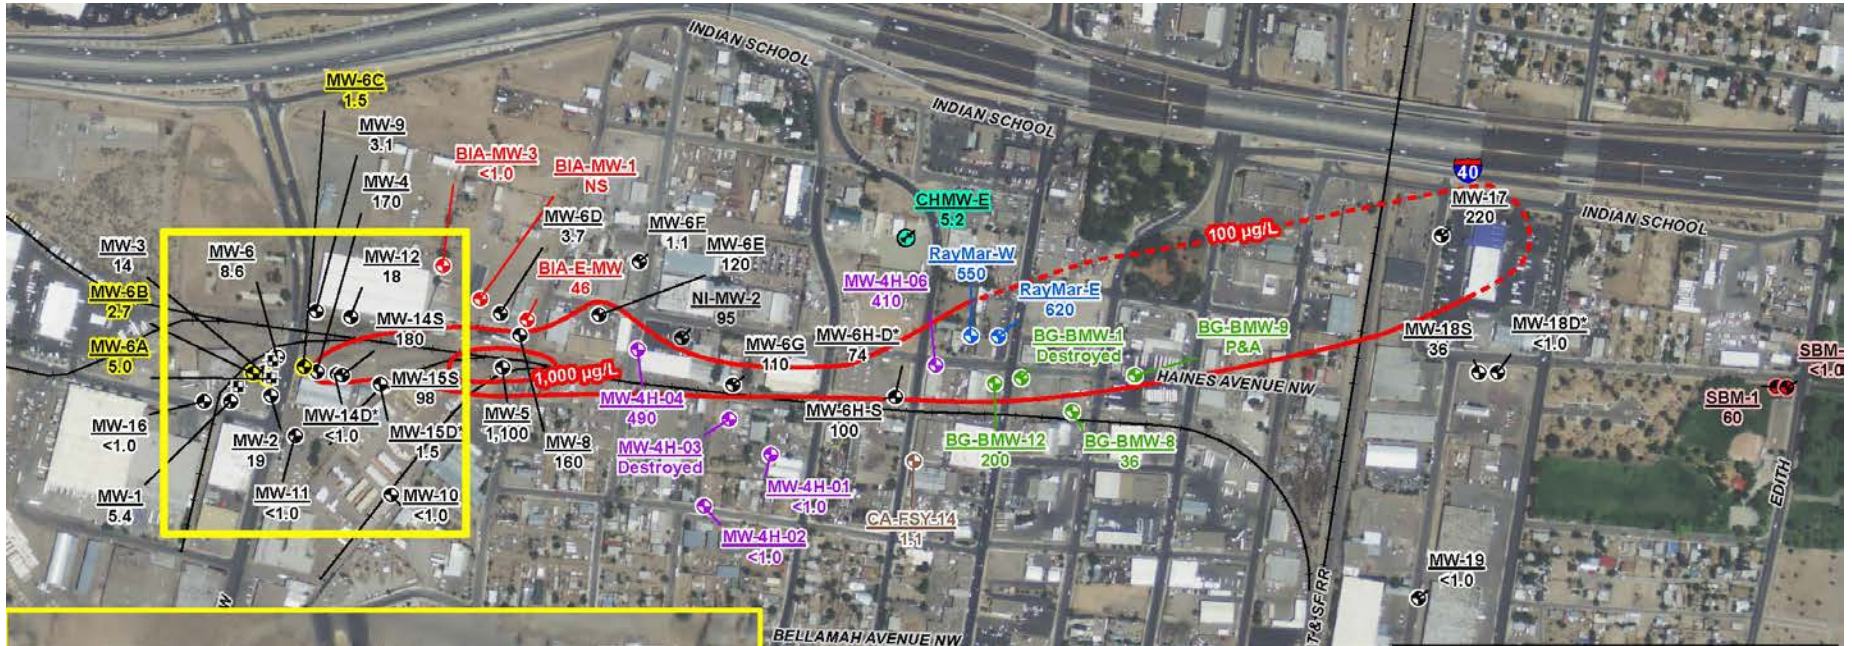 INDIAN SCHOOL
MW-6C
1.5
INDIAN SCHOOL
MW-9
3.1
BIA-MW-3
<1.0
BIA-MW-1
NS
40
MW-4
170
CHMW-E
5.2
MW-17
220
INDIAN SCHOOL
MW-6D
3.7
MW-6F
1.1
MW-6E
120
100 µg/L
MW-3
14
MW-6
8.6
MW-12
18
BIA-E-MW
46
RayMar-W
550
MW-4H-06
410
RayMar-E
620
MW-6B
2.7
NI-MW-2
95
MW-14S
180
MW-6H-D*
74
BG-BMW-1
Destroyed
BG-BMW-9
P&A
MW-18S
36
MW-18D*
<1.0
MW-6A
5.0
MW-6G
110
SBM-
<1.0
1,000 µg/L
MW-15S
98
HAINES AVENUE NW
MW-4H-04
490
MW-14D*
<1.0
MW-5
1,100
MW-6H-S
100
SBM-1
60
MW-16
<1.0
MW-2
19
MW-15D*
1.5
MW-8
160
MW-4H-03
Destroyed
BG-BMW-12
200
BG-BMW-8
36
MW-1
5.4
MW-11
<1.0
MW-10
<1.0
MW-4H-01
<1.0
EDITH
CA-FSY-14
1.1
MW-4H-02
<1.0
MW-19
<1.0
W
T&SF RR
BELLAMAH AVENUE NW